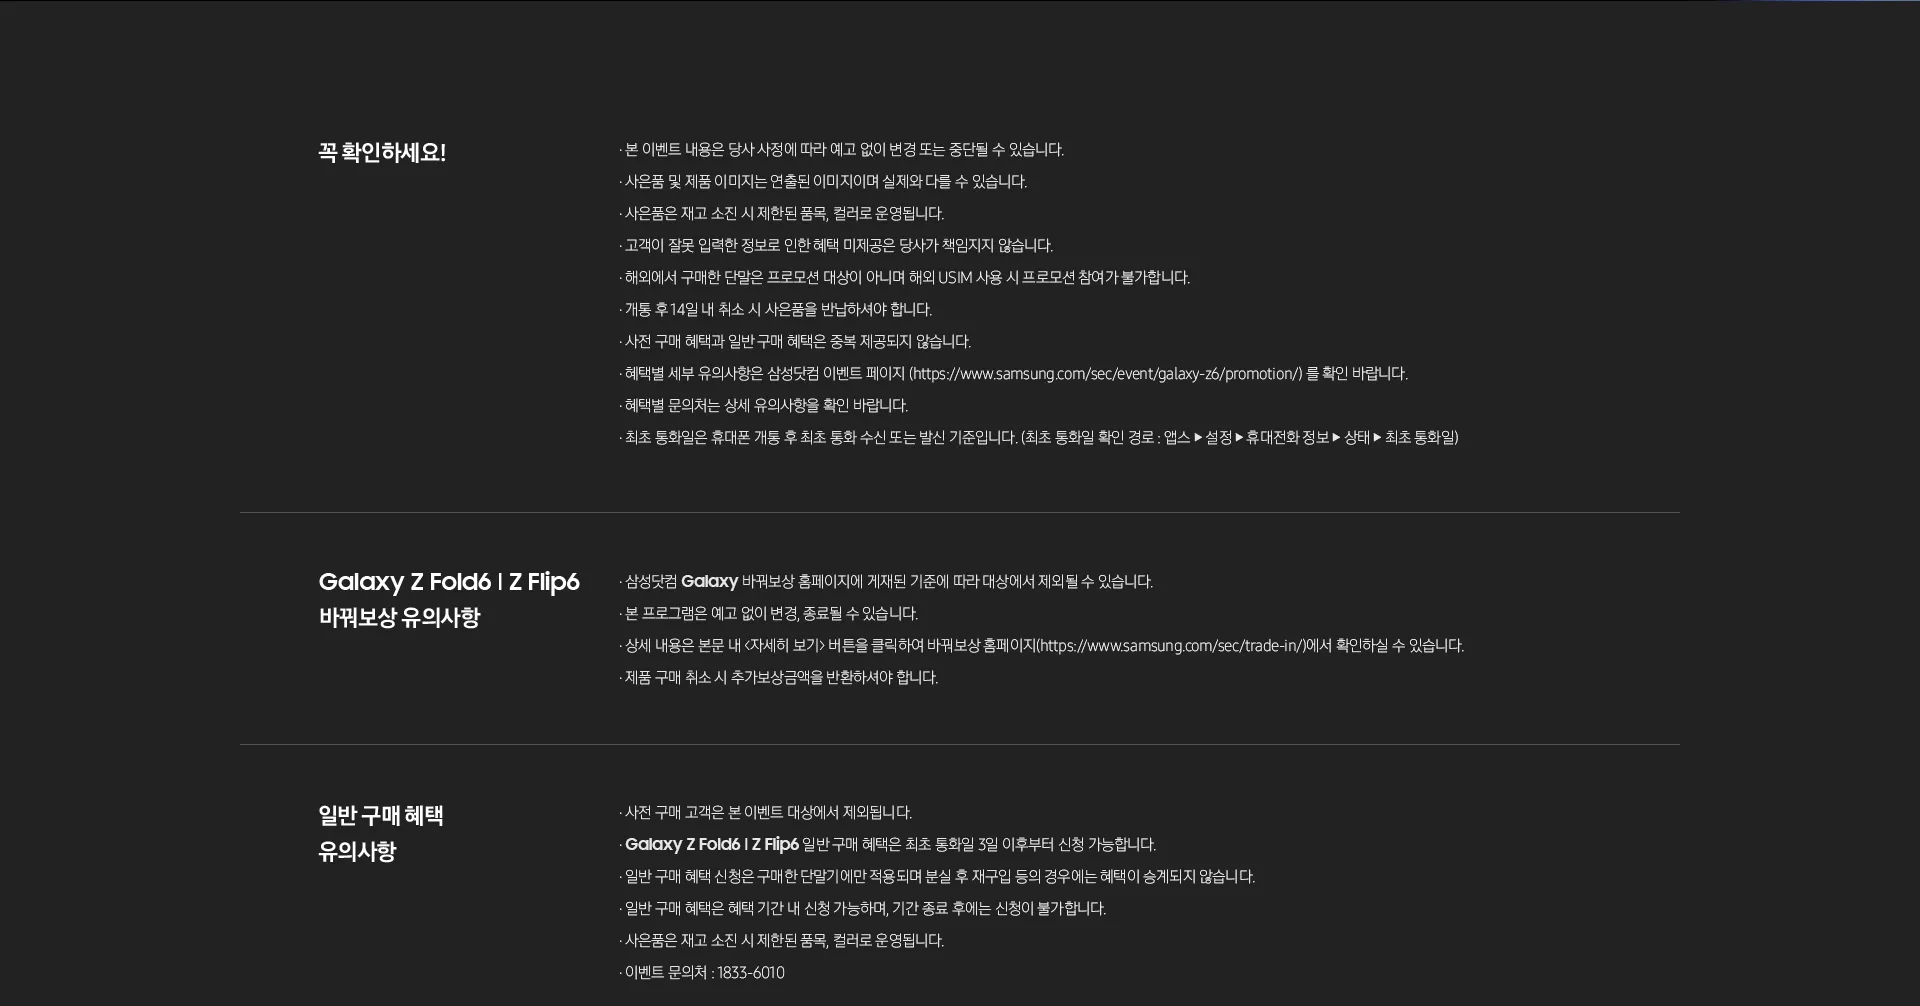 꼭 확인하세요!
· 본 이벤트 내용은 당사 사정에 따라 예고 없이 변경 또는 중단될 수 있습니다.
· 사은품 및 제품 이미지는 연출된 이미지이며 실제와 다를 수 있습니다.
· 사은품은 재고 소진 시 제한된 품목, 컬러로 운영됩니다.
· 고객이 잘못 입력한 정보로 인한 혜택 미제공은 당사가 책임지지 않습니다.
· 해외에서 구매한 단말은 프로모션 대상이 아니며 해외 USIM 사용 시 프로모션 참여가 불가합니다.
· 개통 후 14일 내 취소 시 사은품을 반납하셔야 합니다.
· 사전 구매 혜택과 일반 구매 혜택은 중복 제공되지 않습니다.
· 혜택별 세부 유의사항은 삼성닷컴 이벤트 페이지 (https://www.samsung.com/sec/event/galaxy-z6/promotion/) 를 확인 바랍니다.
· 혜택별 문의처는 상세 유의사항을 확인 바랍니다.
· 최초 통화일은 휴대폰 개통 후 최초 통화 수신 또는 발신 기준입니다. (최초 통화일 확인 경로 : 앱스 ▶ 설정 ▶ 휴대전화 정보 ▶ 상태 ▶ 최초 통화일)
Galaxy Z Fold6 | Z Flip6
바꿔보상 유의사항
· 삼성닷컴 Galaxy 바꿔보상 홈페이지에 게재된 기준에 따라 대상에서 제외될 수 있습니다.
· 본 프로그램은 예고 없이 변경, 종료될 수 있습니다.
· 상세 내용은 본문 내 <자세히 보기> 버튼을 클릭하여 바꿔보상 홈페이지(https://www.samsung.com/sec/trade-in/)에서 확인하실 수 있습니다.
· 제품 구매 취소 시 추가보상금액을 반환하셔야 합니다.
일반 구매 혜택
유의사항
· 사전 구매 고객은 본 이벤트 대상에서 제외됩니다.
· Galaxy Z Fold6 | Z Flip6 일반 구매 혜택은 최초 통화일 3일 이후부터 신청 가능합니다.
· 일반 구매 혜택 신청은 구매한 단말기에만 적용되며 분실 후 재구입 등의 경우에는 혜택이 승계되지 않습니다.
· 일반 구매 혜택은 혜택 기간 내 신청 가능하며, 기간 종료 후에는 신청이 불가합니다.
· 사은품은 재고 소진 시 제한된 품목, 컬러로 운영됩니다.
· 이벤트 문의처 : 1833-6010